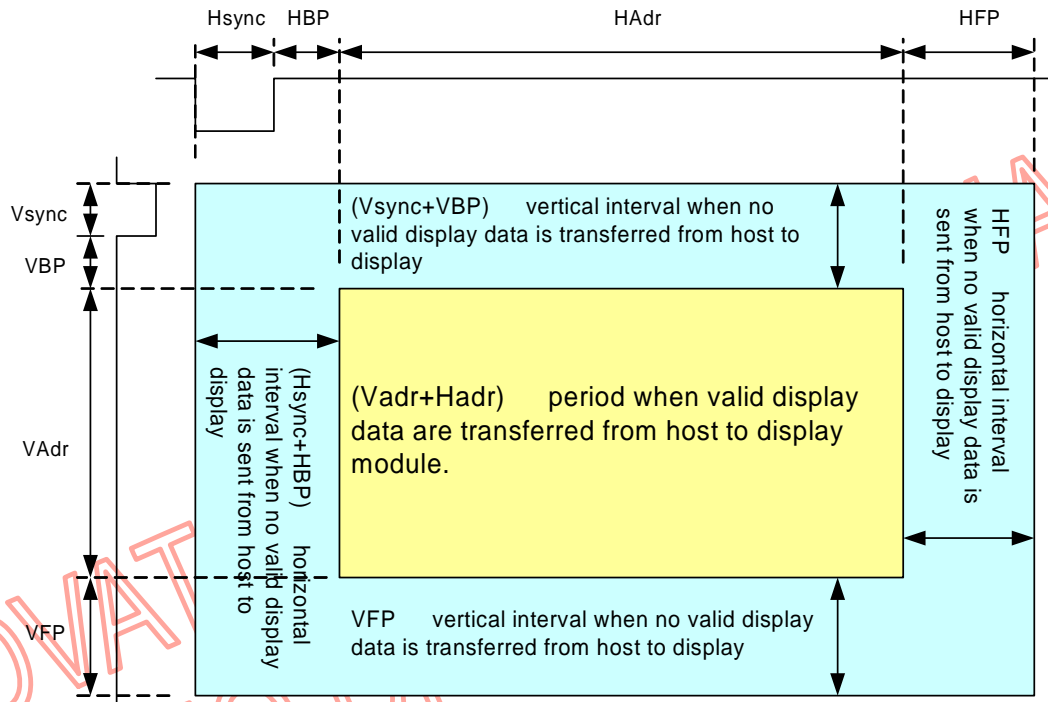 Hsync HBP HAdr HFP
Vsync
VBP
VAdr
VFP
(Vsync+VBP) vertical interval when no
valid display data is transferred from host to
display
HFP horizontal interval
when no valid display data is
sent from host to display
(Hsync+HBP) horizontal
interval when no valid display
data is sent from host to
display
(Vadr+Hadr) period when valid display
data are transferred from host to display
module.
VFP vertical interval when no valid display
data is transferred from host to display